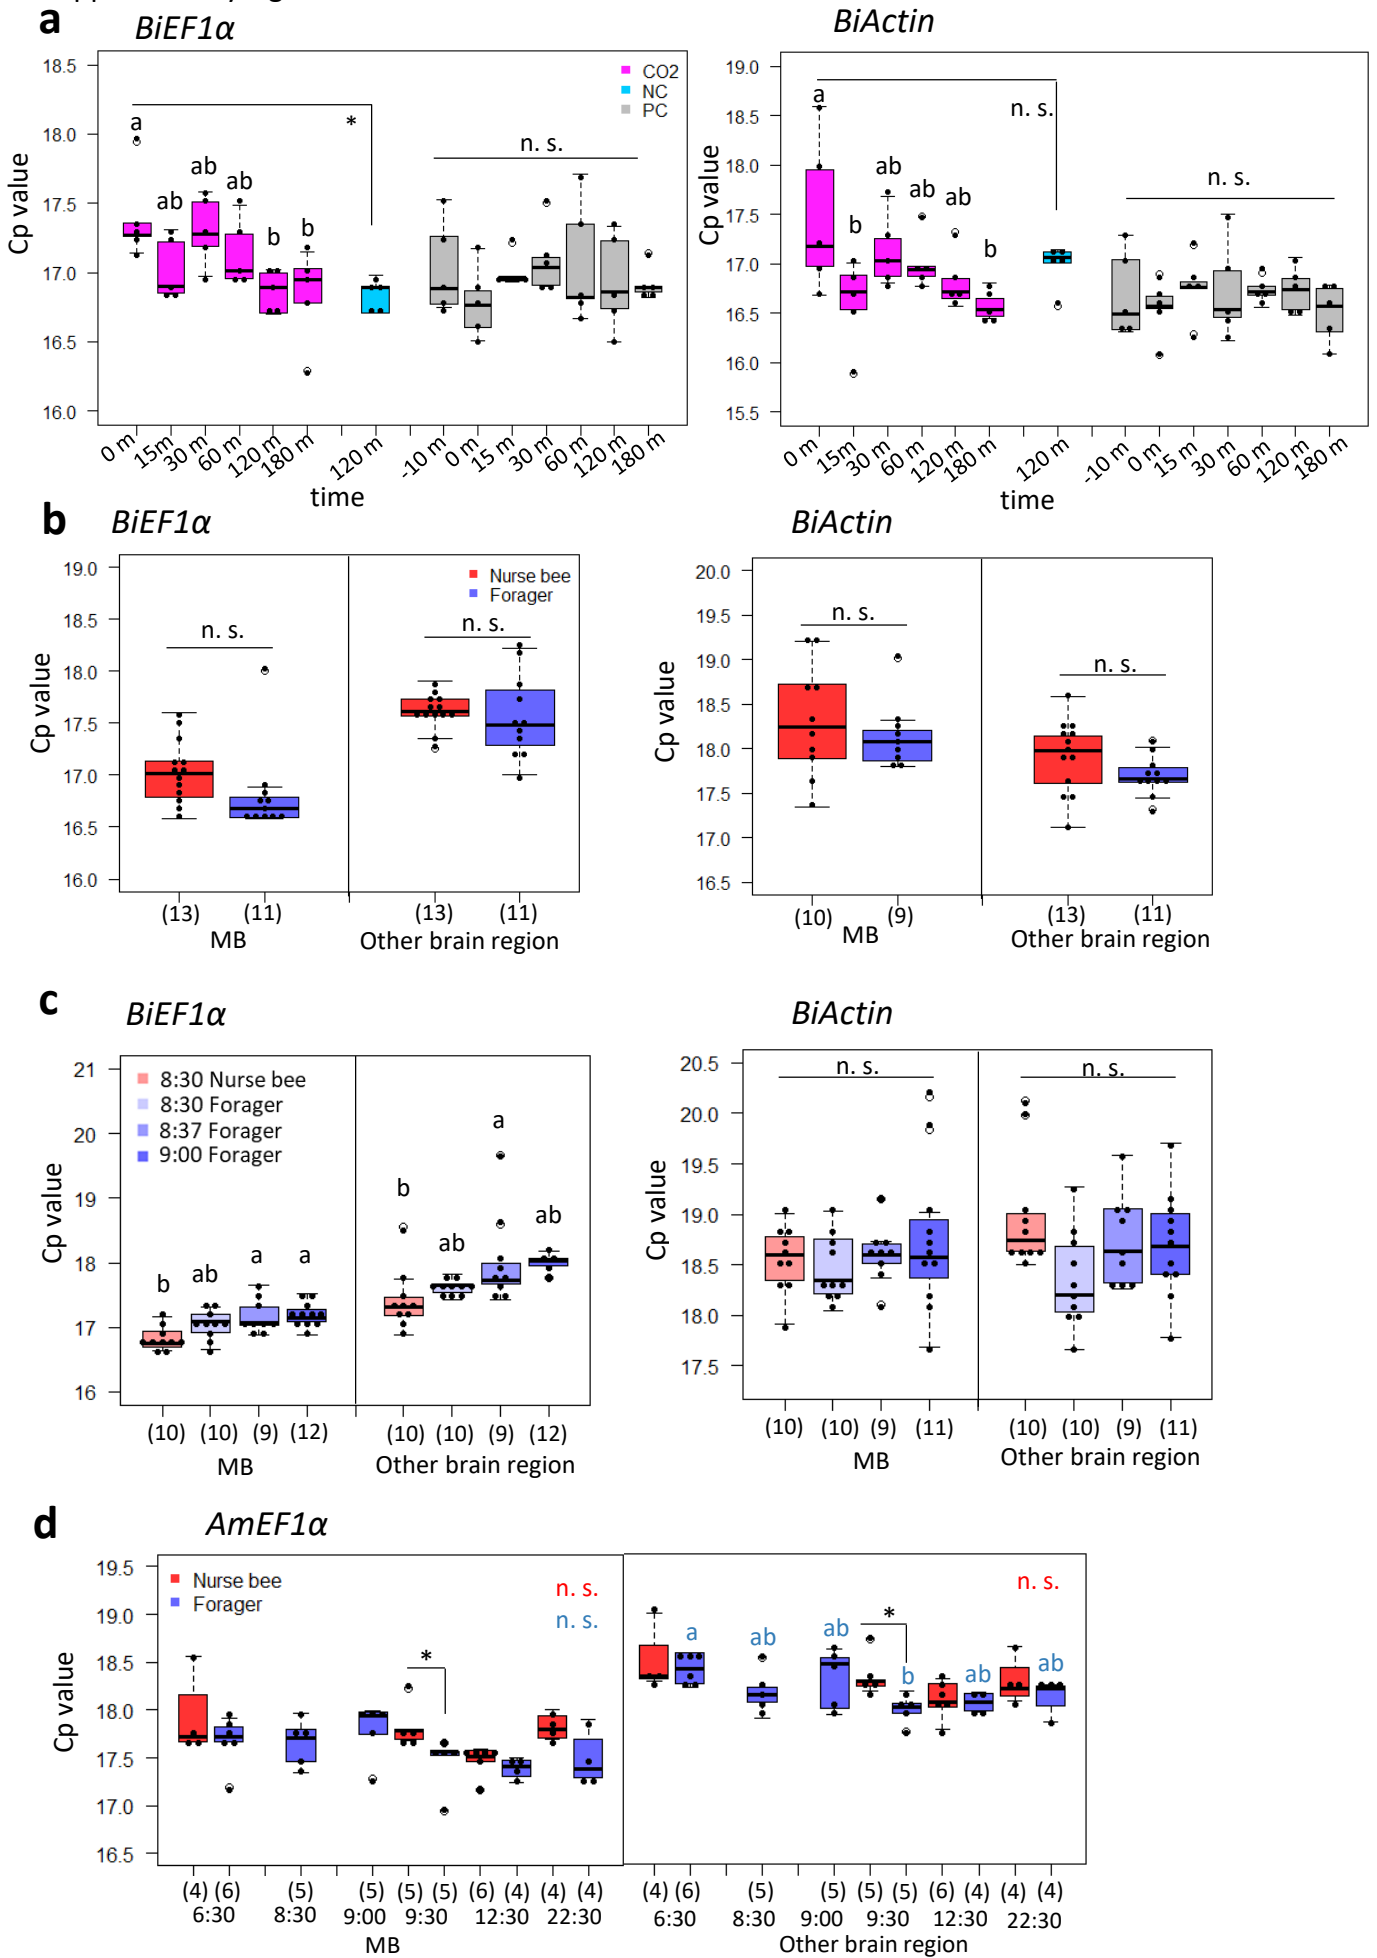 a
BiEF1α
BiActin
18.5
18.0
17.5
17.0
16.5
16.0
Cp value
CO2
NC
PC
a
ab
ab
ab
b
b
*
n. s.
0 m
15m
30 m
60 m
120 m
180 m
120 m
-10 m
0 m
15 m
30 m
60 m
120 m
180 m
time
19.0
18.5
18.0
17.5
17.0
16.5
16.0
15.5
Cp value
a
b
ab
ab
ab
b
n. s.
n. s.
0 m
15m
30 m
60 m
120 m
180 m
120 m
-10 m
0 m
15 m
30 m
60 m
120 m
180 m
time
b
BiEF1α
BiActin
19.0
18.5
18.0
17.5
17.0
16.5
16.0
Cp value
Nurse bee
Forager
n. s.
n. s.
(13)
(11)
(13)
(11)
MB
Other brain region
20.0
19.5
19.0
18.5
18.0
17.5
17.0
16.5
Cp value
n. s.
n. s.
(10)
(9)
(13)
(11)
MB
Other brain region
c
BiEF1α
BiActin
21
20
19
18
17
16
Cp value
8:30 Nurse bee
8:30 Forager
8:37 Forager
9:00 Forager
b
ab
a
a
b
ab
a
ab
(10)
(10)
(9)
(12)
(10)
(10)
(9)
(12)
MB
Other brain region
20.5
20.0
19.5
19.0
18.5
18.0
17.5
Cp value
n. s.
n. s.
(10)
(10)
(9)
(11)
(10)
(10)
(9)
(11)
MB
Other brain region
d
AmEF1α
19.5
19.0
18.5
18.0
17.5
17.0
16.5
Cp value
Nurse bee
Forager
n. s.
n. s.
*
n. s.
a
ab
ab
*
b
ab
ab
(4) (6)
(5)
(5)
(5)
(5)
(6)
(4)
(4)
(4)
6:30
8:30
9:00
9:30
12:30
22:30
MB
(4) (6)
(5)
(5)
(5)
(5)
(6)
(4)
(4)
(4)
6:30
8:30
9:00
9:30
12:30
22:30
Other brain region